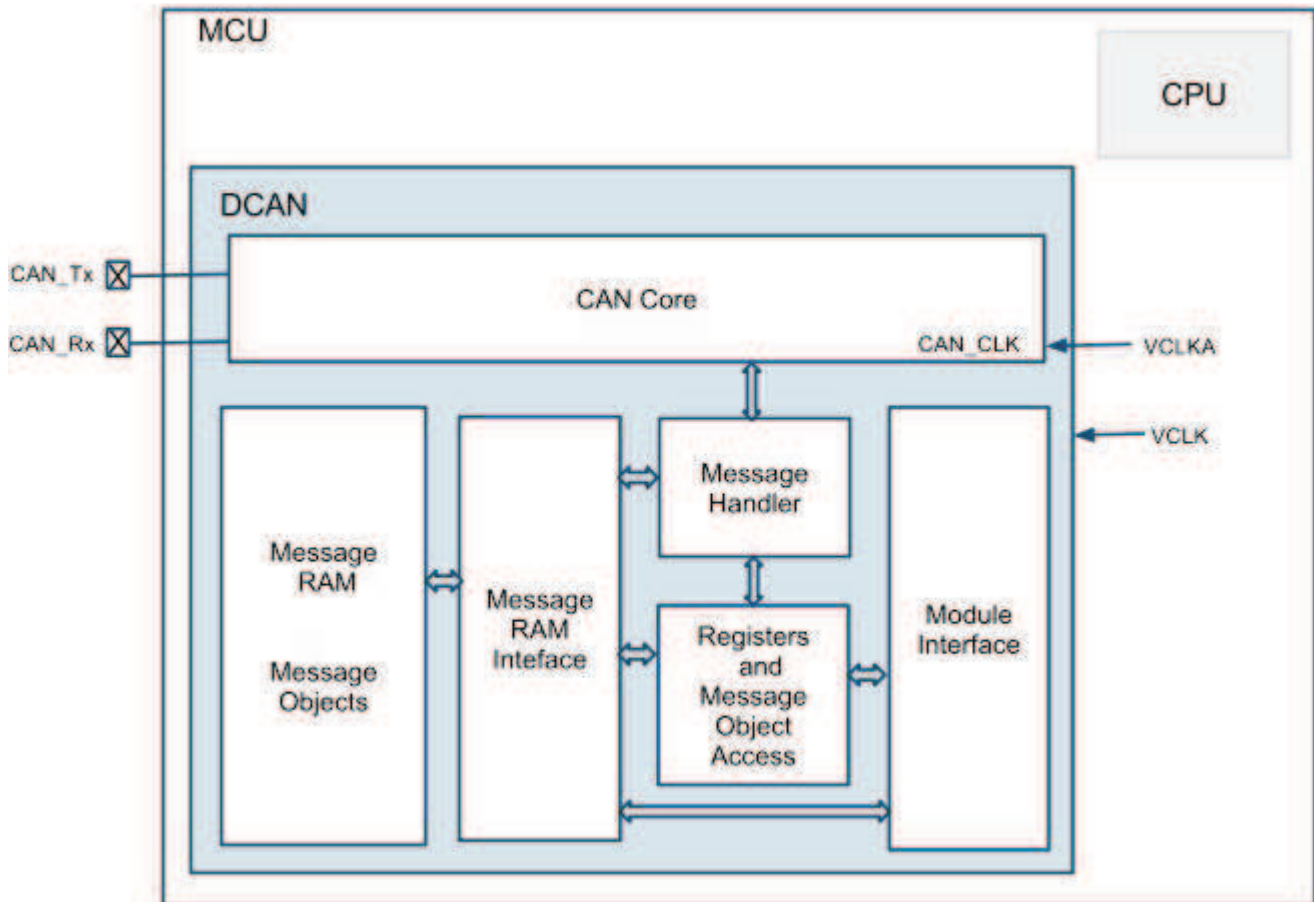 MCU
CPU
DCAN
CAN_Tx
CAN Core
CAN_Rx
CAN_CLK
VCLKA
VCLK
Message
Handler
Message
RAM
Message
Objects
Message
RAM
Inteface
Registers
and
Message
Object
Access
Module
Interface